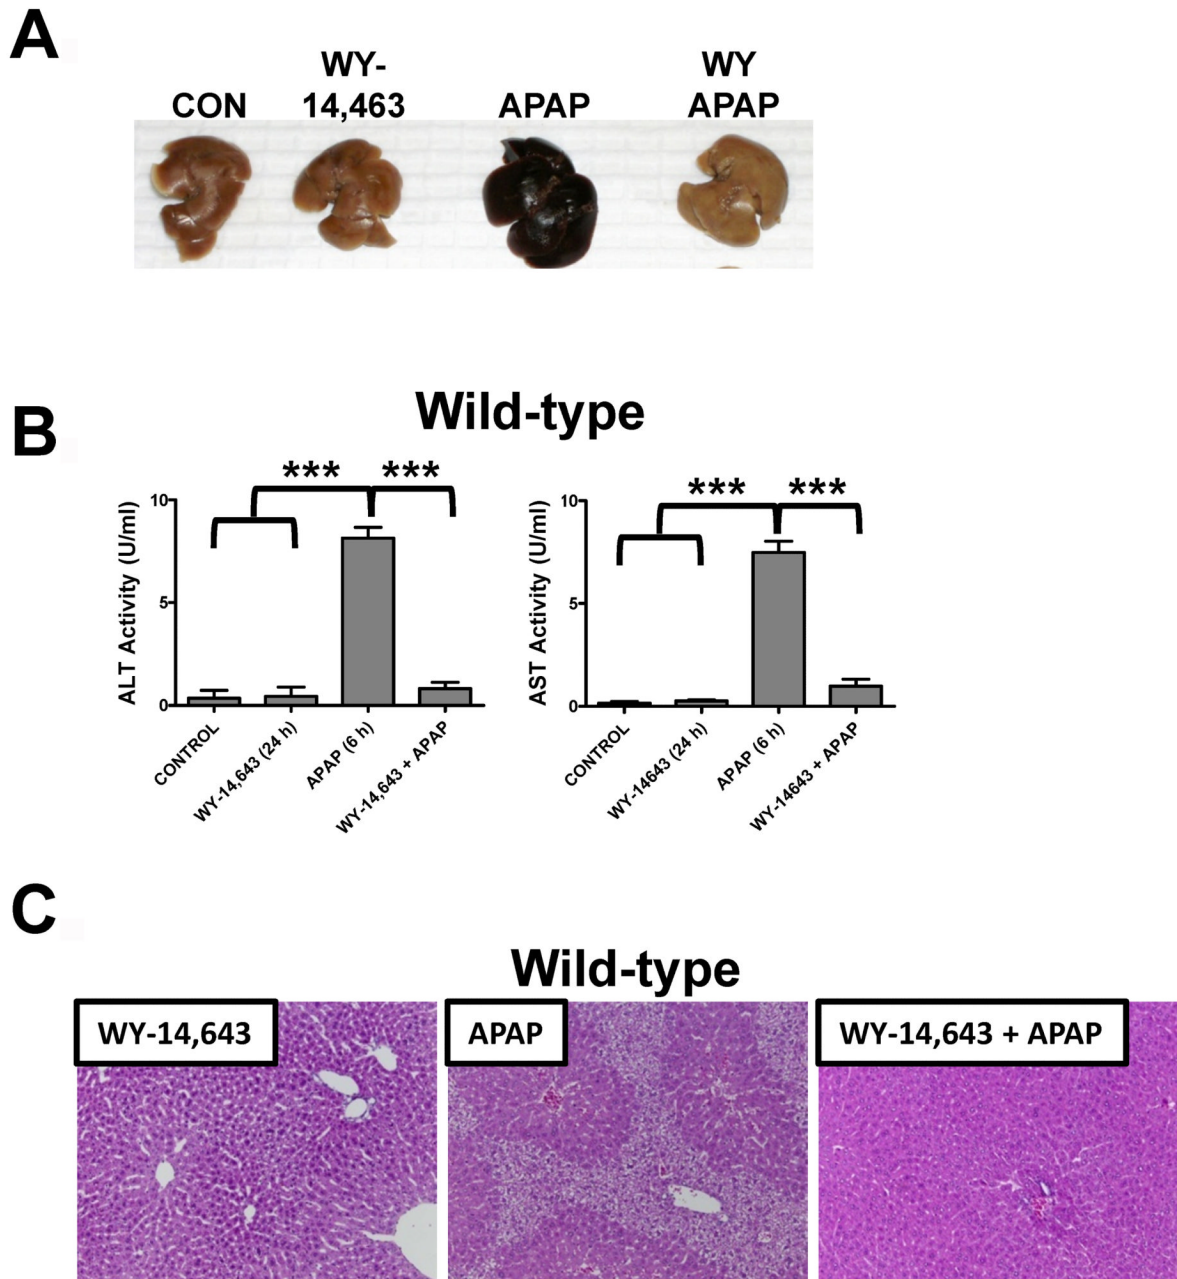 A
WY-
14,463
CON
APAP
WY
APAP
B
Wild-type
***
***
10
5
0
ALT Activity (U/ml)
CONTROL
WY-14,643 (24 h)
APAP (6 h)
WY-14,643 + APAP
***
***
10
5
0
AST Activity (U/ml)
CONTROL
WY-14643 (24 h)
APAP (6 h)
WY-14643 + APAP
C
Wild-type
WY-14,643
APAP
WY-14,643 + APAP